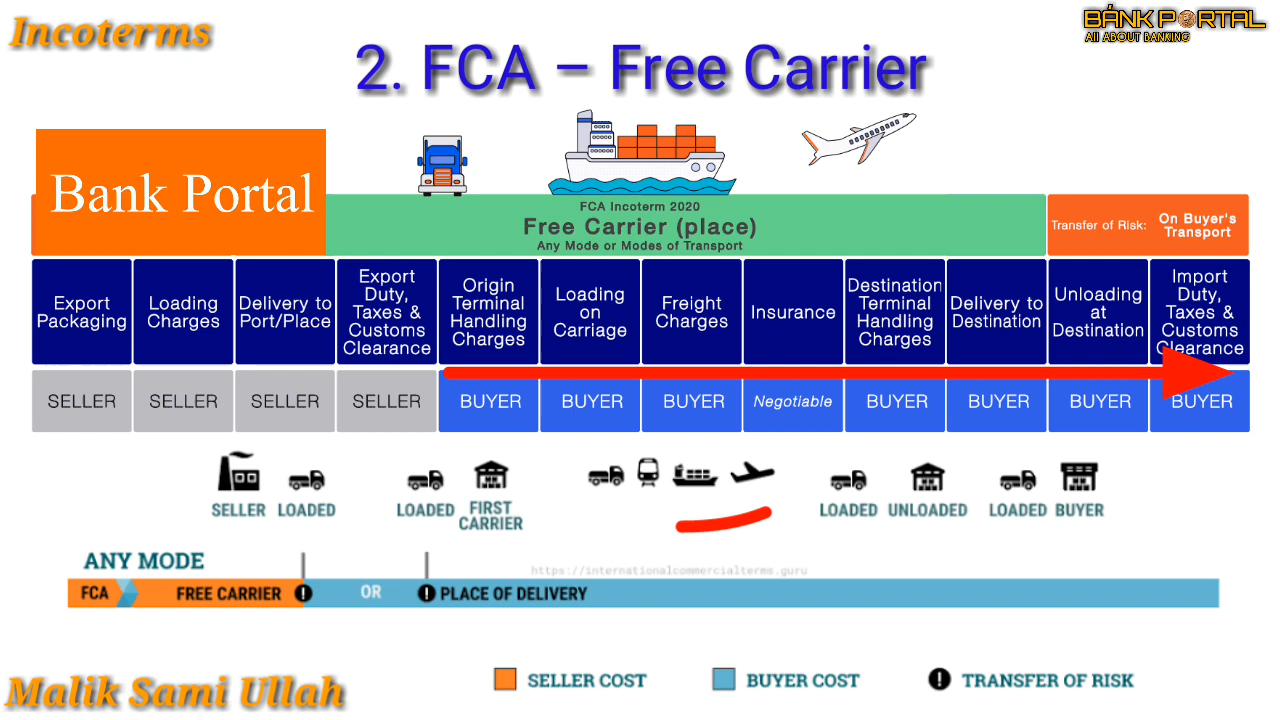 Incoterms
BÁNK PORTAL
All ABOUT BANKING
2. FCA – Free Carrier
Bank Portal
FCA Incoterm 2020
Free Carrier (place)
Any Mode or Modes of Transport
Transfer of Risk:
On Buyer's
Transport
Export
Packaging
Loading
Charges
Delivery to
Port/Place
Export
Duty,
Taxes &
Customs
Clearance
Origin
Terminal
Handling
Charges
Loading
on
Carriage
Freight
Charges
Insurance
Destination
Terminal
Handling
Charges
Delivery to
Destination
Unloading
at
Destination
Import
Duty,
Taxes &
Customs
Clearance
SELLER SELLER SELLER SELLER BUYER BUYER BUYER Negotiable BUYER BUYER BUYER BUYER
SELLER LOADED
LOADED
FIRST
CARRIER
LOADED UNLOADED LOADED BUYER
ANY MODE
https://internationalcommercialterms.guru
FCA FREE CARRIER ! OR ! PLACE OF DELIVERY
SELLER COST BUYER COST ! TRANSFER OF RISK
Malik Sami Ullah